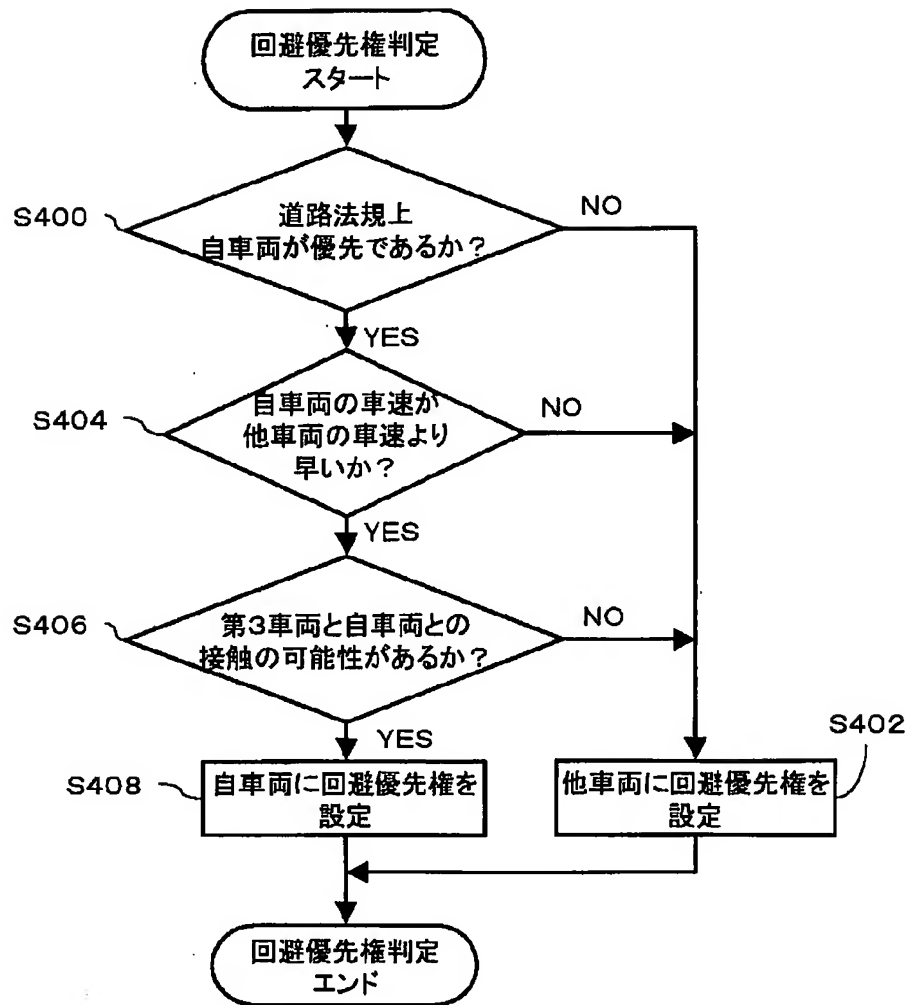 回避優先権判定
スタート
S400
道路法規上
自車両が優先であるか？
NO
YES
S404
自車両の車速が
他車両の車速より
早いか？
NO
YES
S406
第3車両と自車両との
接触の可能性があるか？
NO
YES
S408
自車両に回避優先権を
設定
S402
他車両に回避優先権を
設定
回避優先権判定
エンド